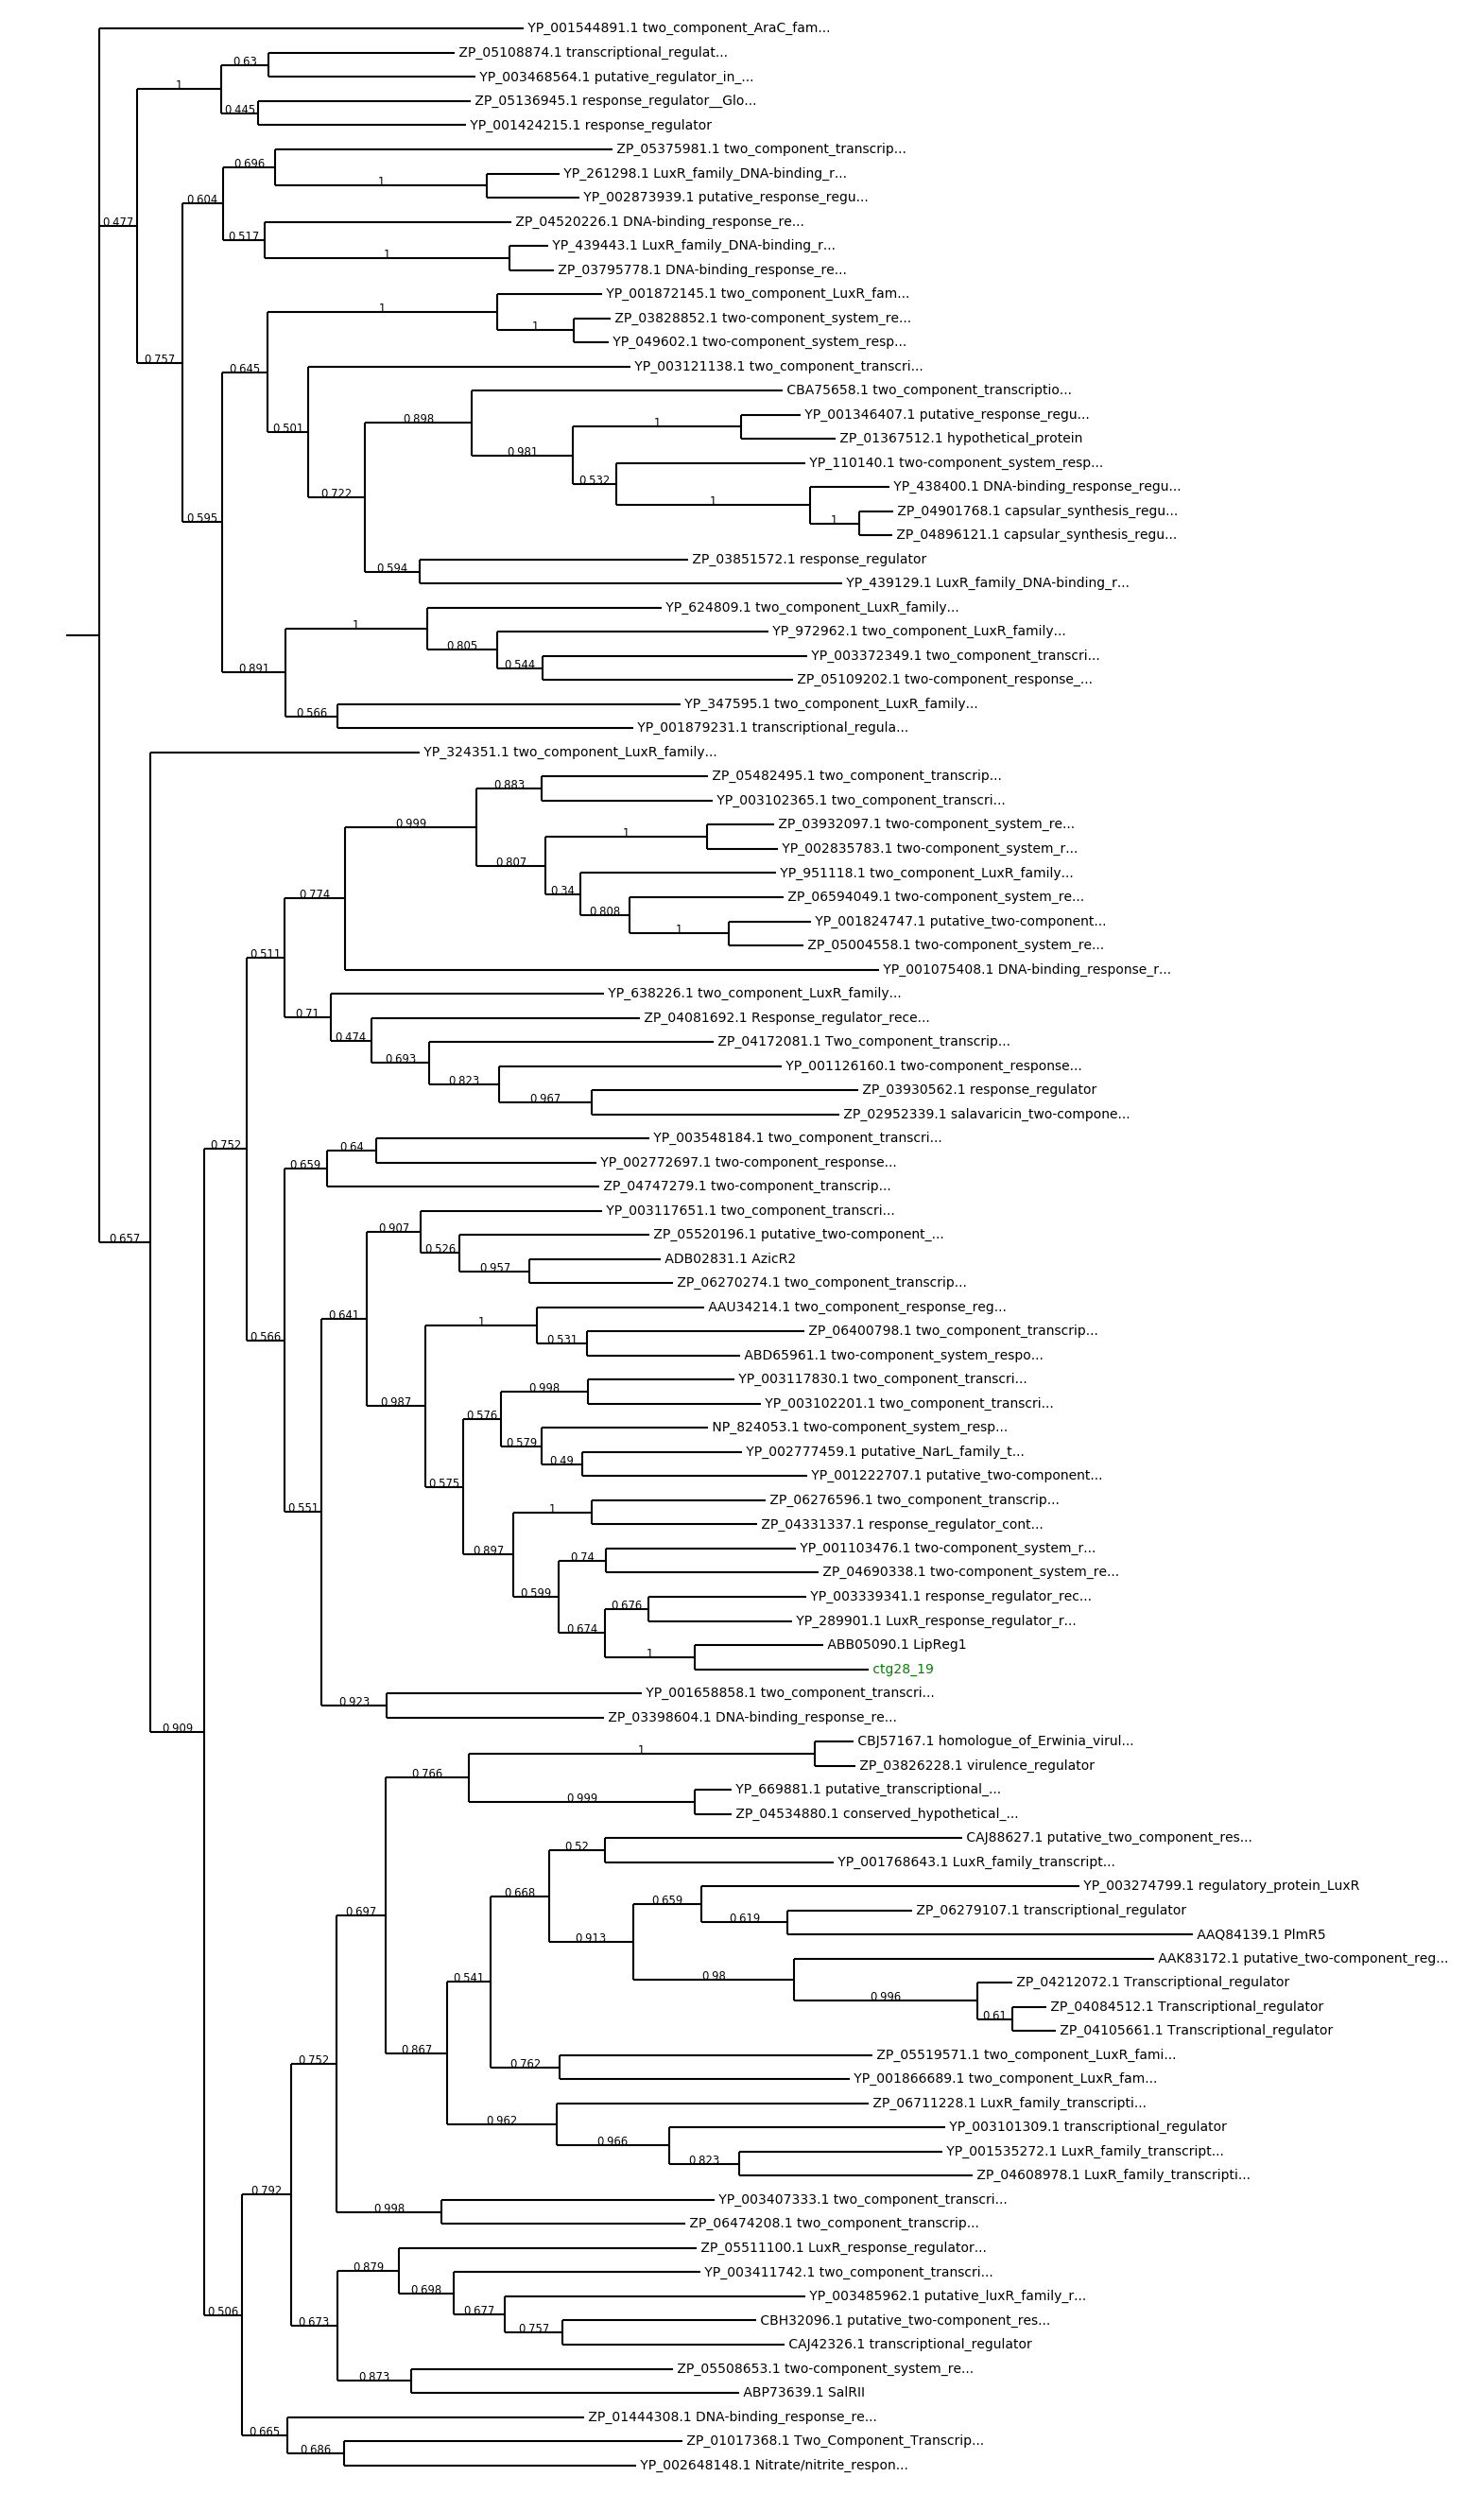 YP_001544891.1 two_component_AraC_fam...
ZP_05108874.1 transcriptional_regulat...
0.63
YP_003468564.1 putative_regulator_in_...
1
ZP_05136945.1 response_regulator__Glo...
0.445
YP_001424215.1 response_regulator
ZP_05375981.1 two_component_transcrip...
0.696
YP_261298.1 LuxR_family_DNA-binding_r...
1
YP_002873939.1 putative_response_regu...
0.604
0.477
ZP_04520226.1 DNA-binding_response_re...
0.517
YP_439443.1 LuxR_family_DNA-binding_r...
1
ZP_03795778.1 DNA-binding_response_re...
YP_001872145.1 two_component_LuxR_fam...
1
ZP_03828852.1 two-component_system_re...
1
YP_049602.1 two-component_system_resp...
0.757
0.645
YP_003121138.1 two_component_transcri...
CBA75658.1 two_component_transcriptio...
0.898
YP_001346407.1 putative_response_regu...
1
0.501
ZP_01367512.1 hypothetical_protein
0.981
YP_110140.1 two-component_system_resp...
0.532
YP_438400.1 DNA-binding_response_regu...
0.722
1
ZP_04901768.1 capsular_synthesis_regu...
0.595
1
ZP_04896121.1 capsular_synthesis_regu...
ZP_03851572.1 response_regulator
0.594
YP_439129.1 LuxR_family_DNA-binding_r...
YP_624809.1 two_component_LuxR_family...
1
YP_972962.1 two_component_LuxR_family...
0.805
YP_003372349.1 two_component_transcri...
0.891
0.544
ZP_05109202.1 two-component_response_...
YP_347595.1 two_component_LuxR_family...
0.566
YP_001879231.1 transcriptional_regula...
YP_324351.1 two_component_LuxR_family...
ZP_05482495.1 two_component_transcrip...
0.883
YP_003102365.1 two_component_transcri...
0.999
ZP_03932097.1 two-component_system_re...
1
YP_002835783.1 two-component_system_r...
0.807
YP_951118.1 two_component_LuxR_family...
0.774
0.34
ZP_06594049.1 two-component_system_re...
0.808
YP_001824747.1 putative_two-component...
1
ZP_05004558.1 two-component_system_re...
0.511
YP_001075408.1 DNA-binding_response_r...
YP_638226.1 two_component_LuxR_family...
0.71
ZP_04081692.1 Response_regulator_rece...
0.474
ZP_04172081.1 Two_component_transcrip...
0.693
YP_001126160.1 two-component_response...
0.823
ZP_03930562.1 response_regulator
0.967
ZP_02952339.1 salavaricin_two-compone...
YP_003548184.1 two_component_transcri...
0.752
0.64
YP_002772697.1 two-component_response...
0.659
ZP_04747279.1 two-component_transcrip...
YP_003117651.1 two_component_transcri...
0.907
ZP_05520196.1 putative_two-component_...
0.657
0.526
ADB02831.1 AzicR2
0.957
ZP_06270274.1 two_component_transcrip...
AAU34214.1 two_component_response_reg...
0.641
1
ZP_06400798.1 two_component_transcrip...
0.566
0.531
ABD65961.1 two-component_system_respo...
YP_003117830.1 two_component_transcri...
0.998
YP_003102201.1 two_component_transcri...
0.987
0.576
NP_824053.1 two-component_system_resp...
0.579
YP_002777459.1 putative_NarL_family_t...
0.49
YP_001222707.1 putative_two-component...
0.575
ZP_06276596.1 two_component_transcrip...
0.551
1
ZP_04331337.1 response_regulator_cont...
YP_001103476.1 two-component_system_r...
0.897
0.74
ZP_04690338.1 two-component_system_re...
0.599
YP_003339341.1 response_regulator_rec...
0.676
YP_289901.1 LuxR_response_regulator_r...
0.674
ABB05090.1 LipReg1
1
ctg28_19
YP_001658858.1 two_component_transcri...
0.923
ZP_03398604.1 DNA-binding_response_re...
0.909
CBJ57167.1 homologue_of_Erwinia_virul...
1
ZP_03826228.1 virulence_regulator
0.766
YP_669881.1 putative_transcriptional_...
0.999
ZP_04534880.1 conserved_hypothetical_...
CAJ88627.1 putative_two_component_res...
0.52
YP_001768643.1 LuxR_family_transcript...
YP_003274799.1 regulatory_protein_LuxR
0.668
0.659
ZP_06279107.1 transcriptional_regulator
0.697
0.619
AAQ84139.1 PlmR5
0.913
AAK83172.1 putative_two-component_reg...
0.98
0.541
ZP_04212072.1 Transcriptional_regulator
0.996
ZP_04084512.1 Transcriptional_regulator
0.61
ZP_04105661.1 Transcriptional_regulator
0.867
ZP_05519571.1 two_component_LuxR_fami...
0.752
0.762
YP_001866689.1 two_component_LuxR_fam...
ZP_06711228.1 LuxR_family_transcripti...
0.962
YP_003101309.1 transcriptional_regulator
0.966
YP_001535272.1 LuxR_family_transcript...
0.823
ZP_04608978.1 LuxR_family_transcripti...
0.792
YP_003407333.1 two_component_transcri...
0.998
ZP_06474208.1 two_component_transcrip...
ZP_05511100.1 LuxR_response_regulator...
0.879
YP_003411742.1 two_component_transcri...
0.698
YP_003485962.1 putative_luxR_family_r...
0.506
0.677
CBH32096.1 putative_two-component_res...
0.673
0.757
CAJ42326.1 transcriptional_regulator
ZP_05508653.1 two-component_system_re...
0.873
ABP73639.1 SalRII
ZP_01444308.1 DNA-binding_response_re...
0.665
ZP_01017368.1 Two_Component_Transcrip...
0.686
YP_002648148.1 Nitrate/nitrite_respon...